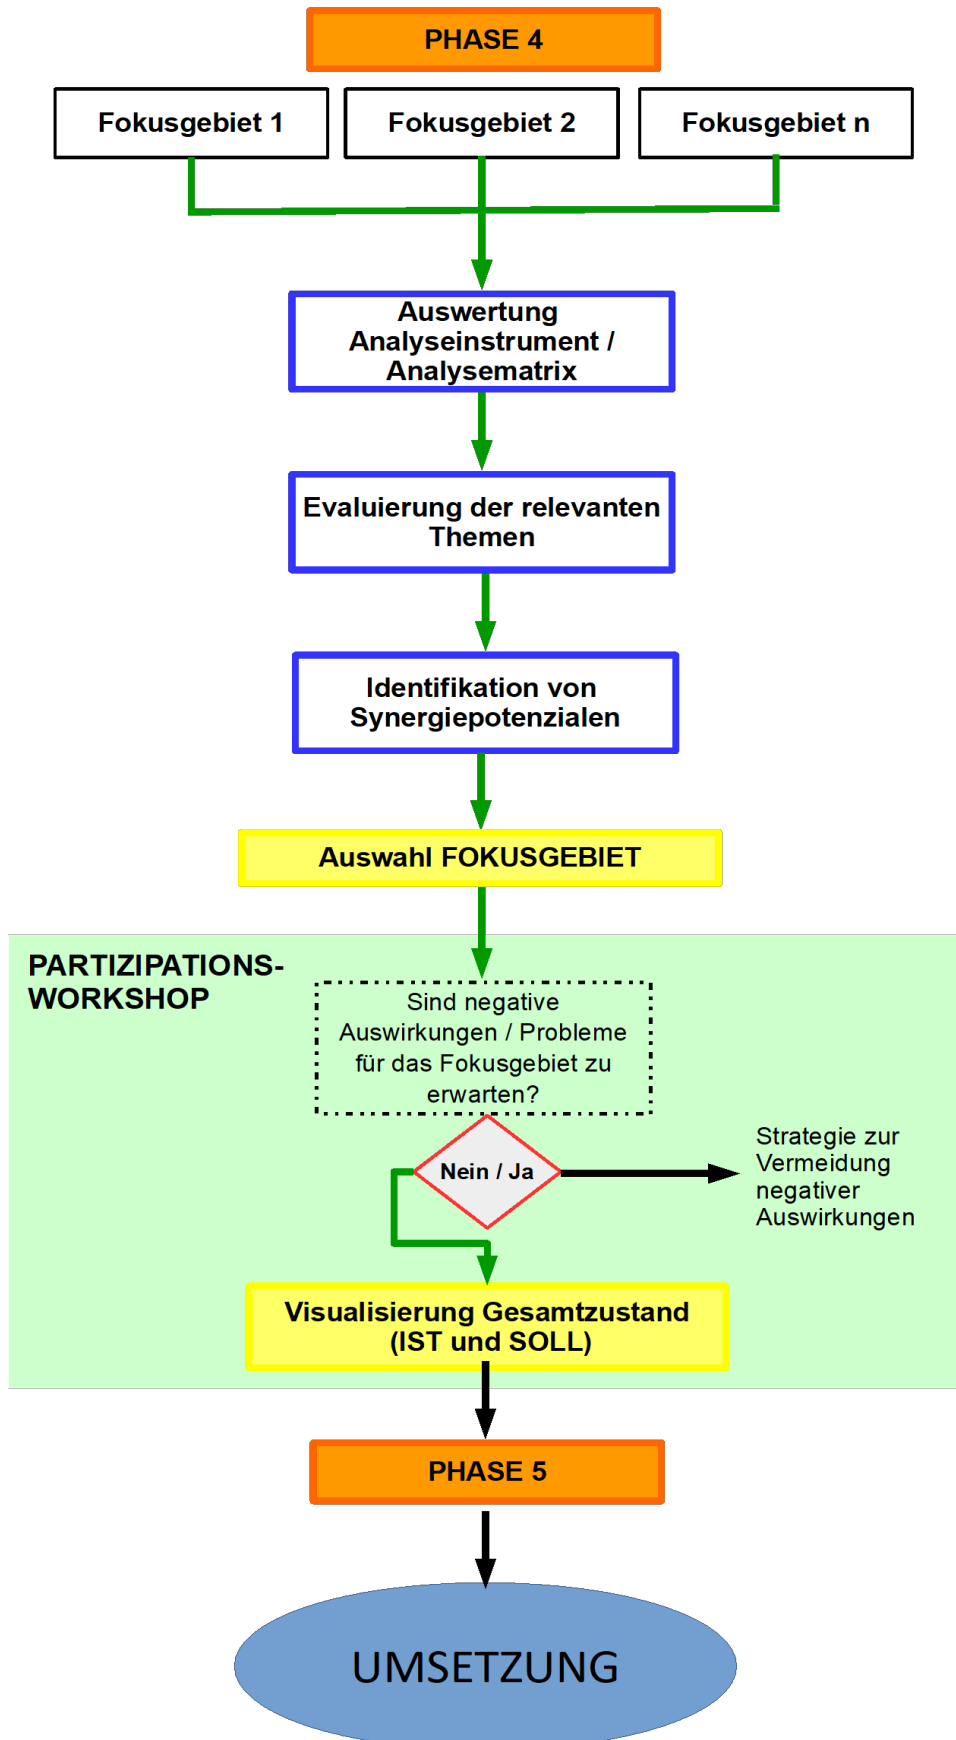 PHASE 4
Fokusgebiet 1
Fokusgebiet 2
Fokusgebiet n
Auswertung
Analyseinstrument /
Analysematrix
Evaluierung der relevanten
Themen
Identifikation von
Synergiepotenzialen
Auswahl FOKUSGEBIET
PARTIZIPATIONS-
WORKSHOP
Sind negative
Auswirkungen / Probleme
für das Fokusgebiet zu
erwarten?
Nein / Ja
Strategie zur
Vermeidung
negativer
Auswirkungen
Visualisierung Gesamtzustand
(IST und SOLL)
PHASE 5
UMSETZUNG